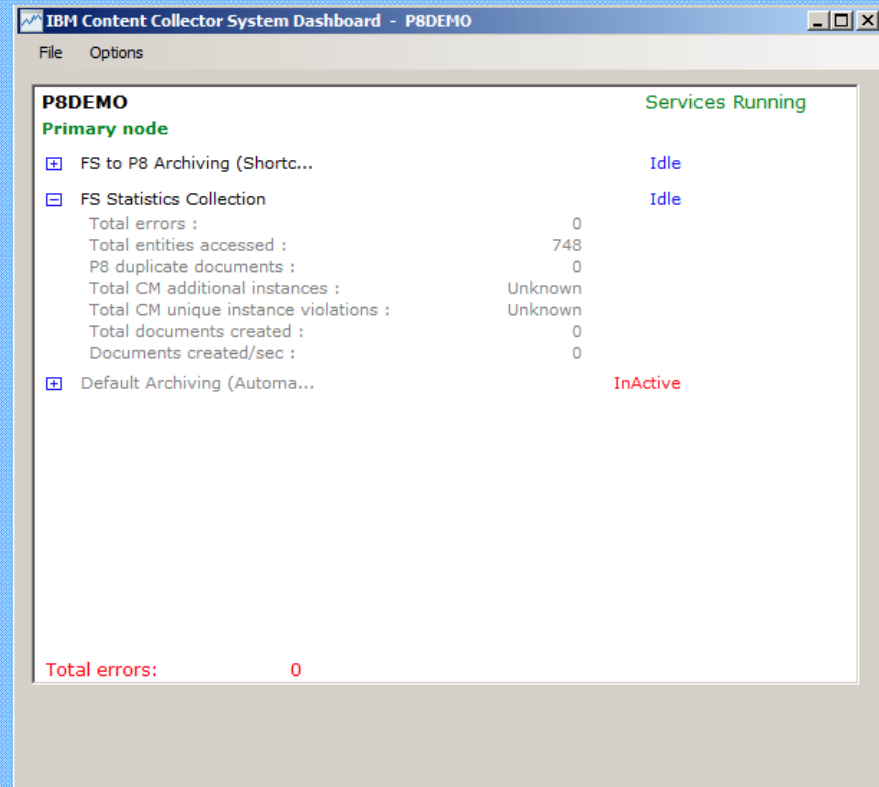 IBM Content Collector System Dashboard - P8DEMO
File Options
P8DEMO Services Running
Primary node
FS to P8 Archiving (Shortc... Idle
FS Statistics Collection Idle
Total errors : 0
Total entities accessed : 748
P8 duplicate documents : 0
Total CM additional instances : Unknown
Total CM unique instance violations : Unknown
Total documents created : 0
Documents created/sec : 0
Default Archiving (Automa... InActive
Total errors: 0